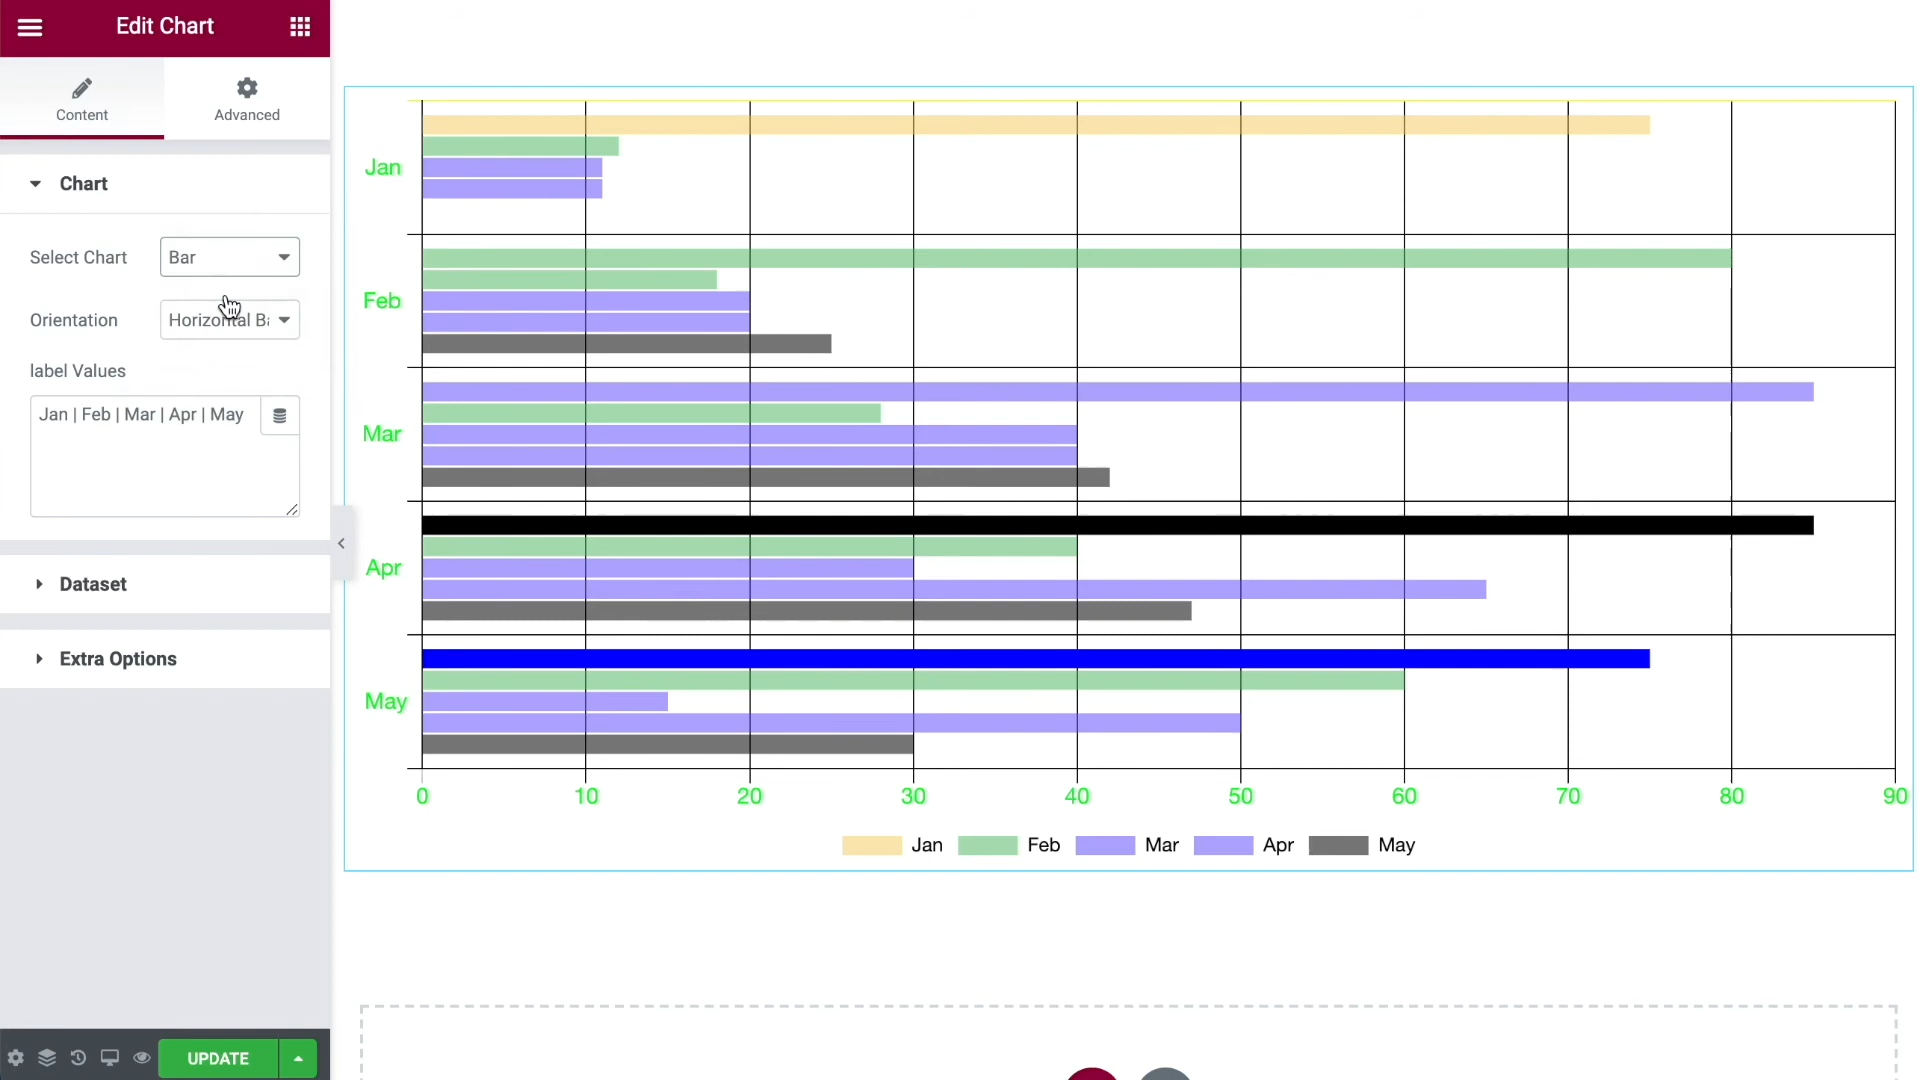 Edit Chart
Content
Advanced
Chart
Select Chart
Bar
Orientation
Horizontal Ba
label Values
Jan | Feb | Mar | Apr | May
Dataset
Extra Options
UPDATE
Jan
Feb
Mar
Apr
May
0 10 20 30 40 50 60 70 80 90
Jan Feb Mar Apr May